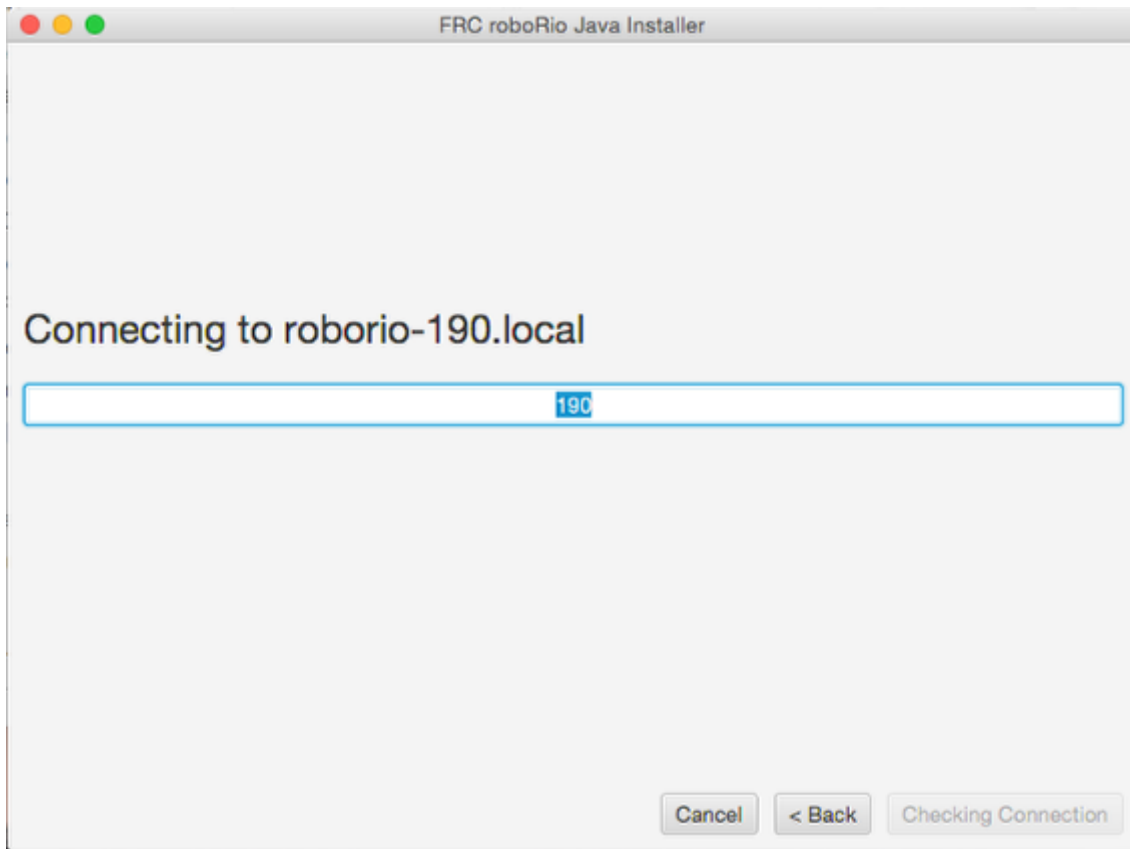 FRC roboRio Java Installer
Connecting to roborio-190.local
190
Cancel < Back Checking Connection